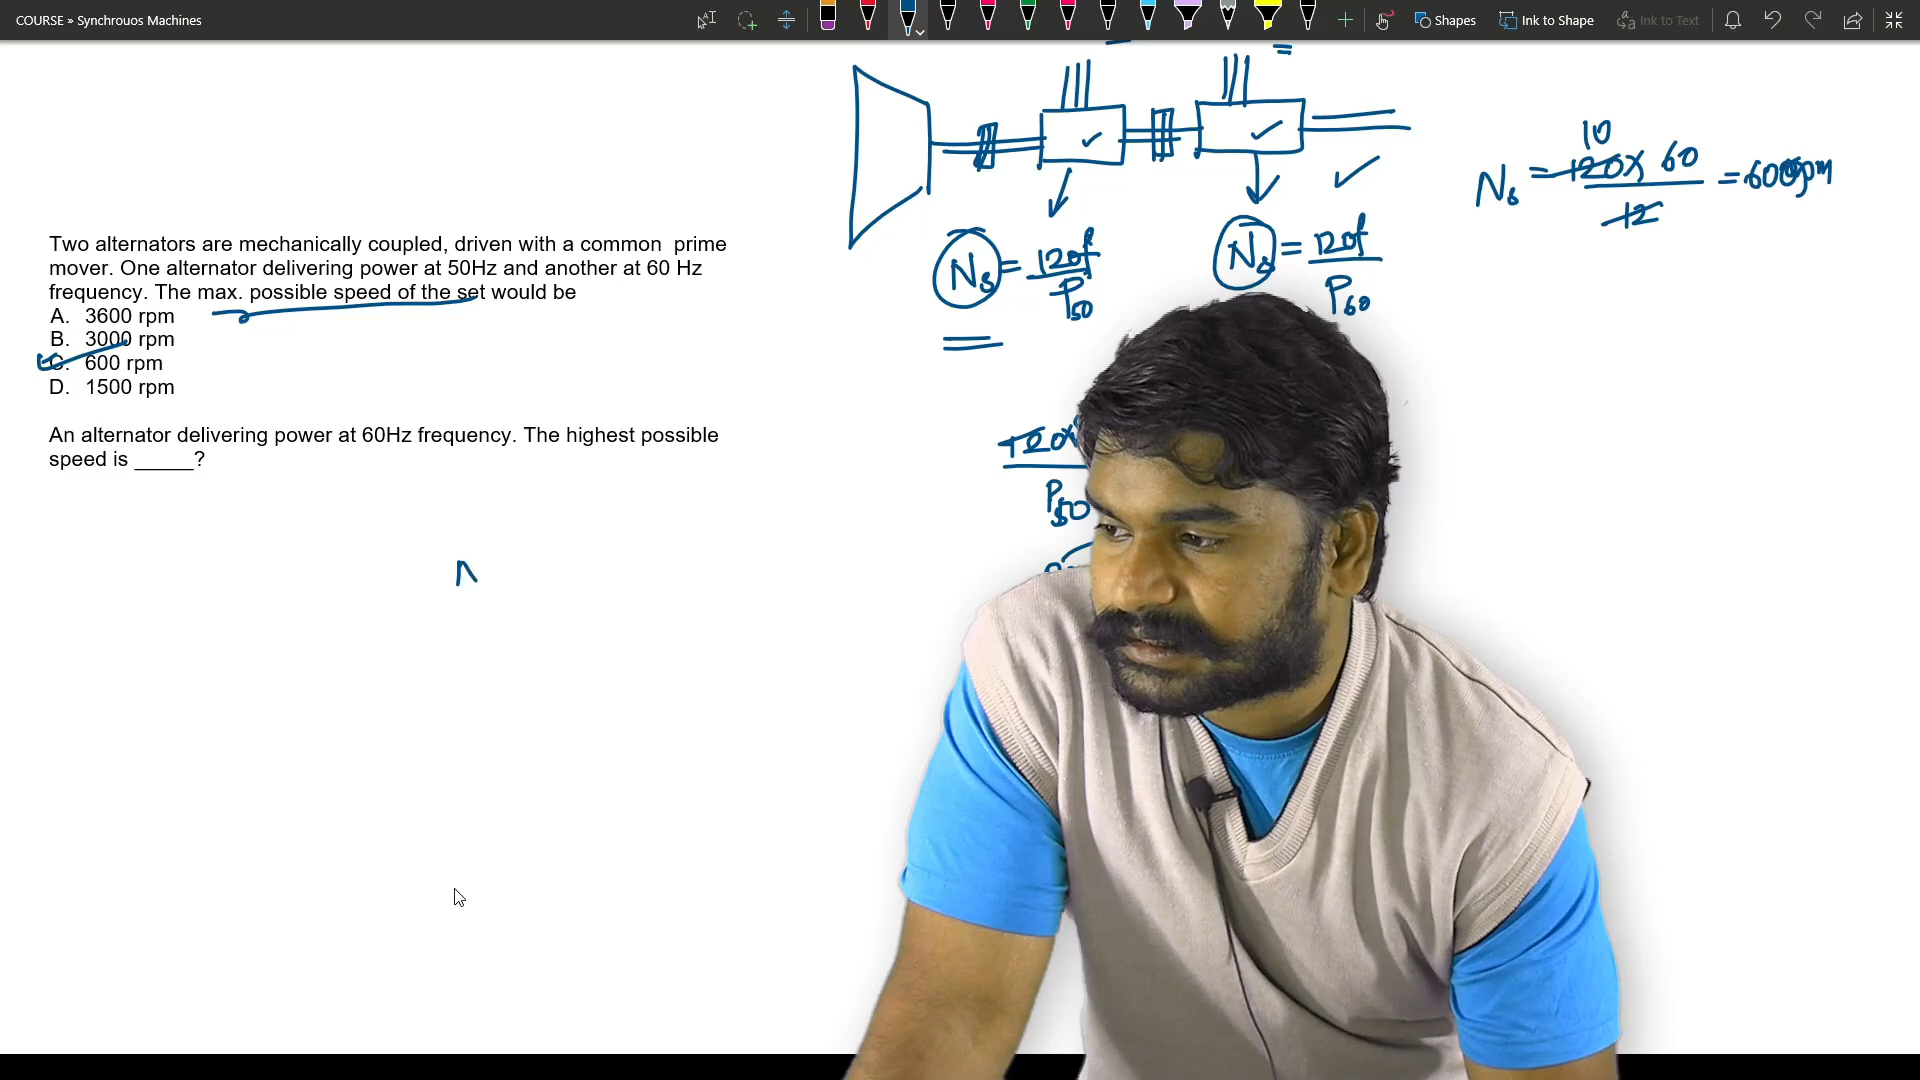 COURSE » Synchrouos Machines
Shapes
Ink to Shape
Ink to Text
Two alternators are mechanically coupled, driven with a common prime
mover. One alternator delivering power at 50Hz and another at 60 Hz
frequency. The max. possible speed of the set would be
A. 3600 rpm
B. 3000 rpm
C. 600 rpm
D. 1500 rpm
An alternator delivering power at 60Hz frequency. The highest possible
speed is _____?
N
Ns = 120f
P50
Ns = 120f
P60
10
Ns = 120 x 60 = 600rpm
12
120x
P50